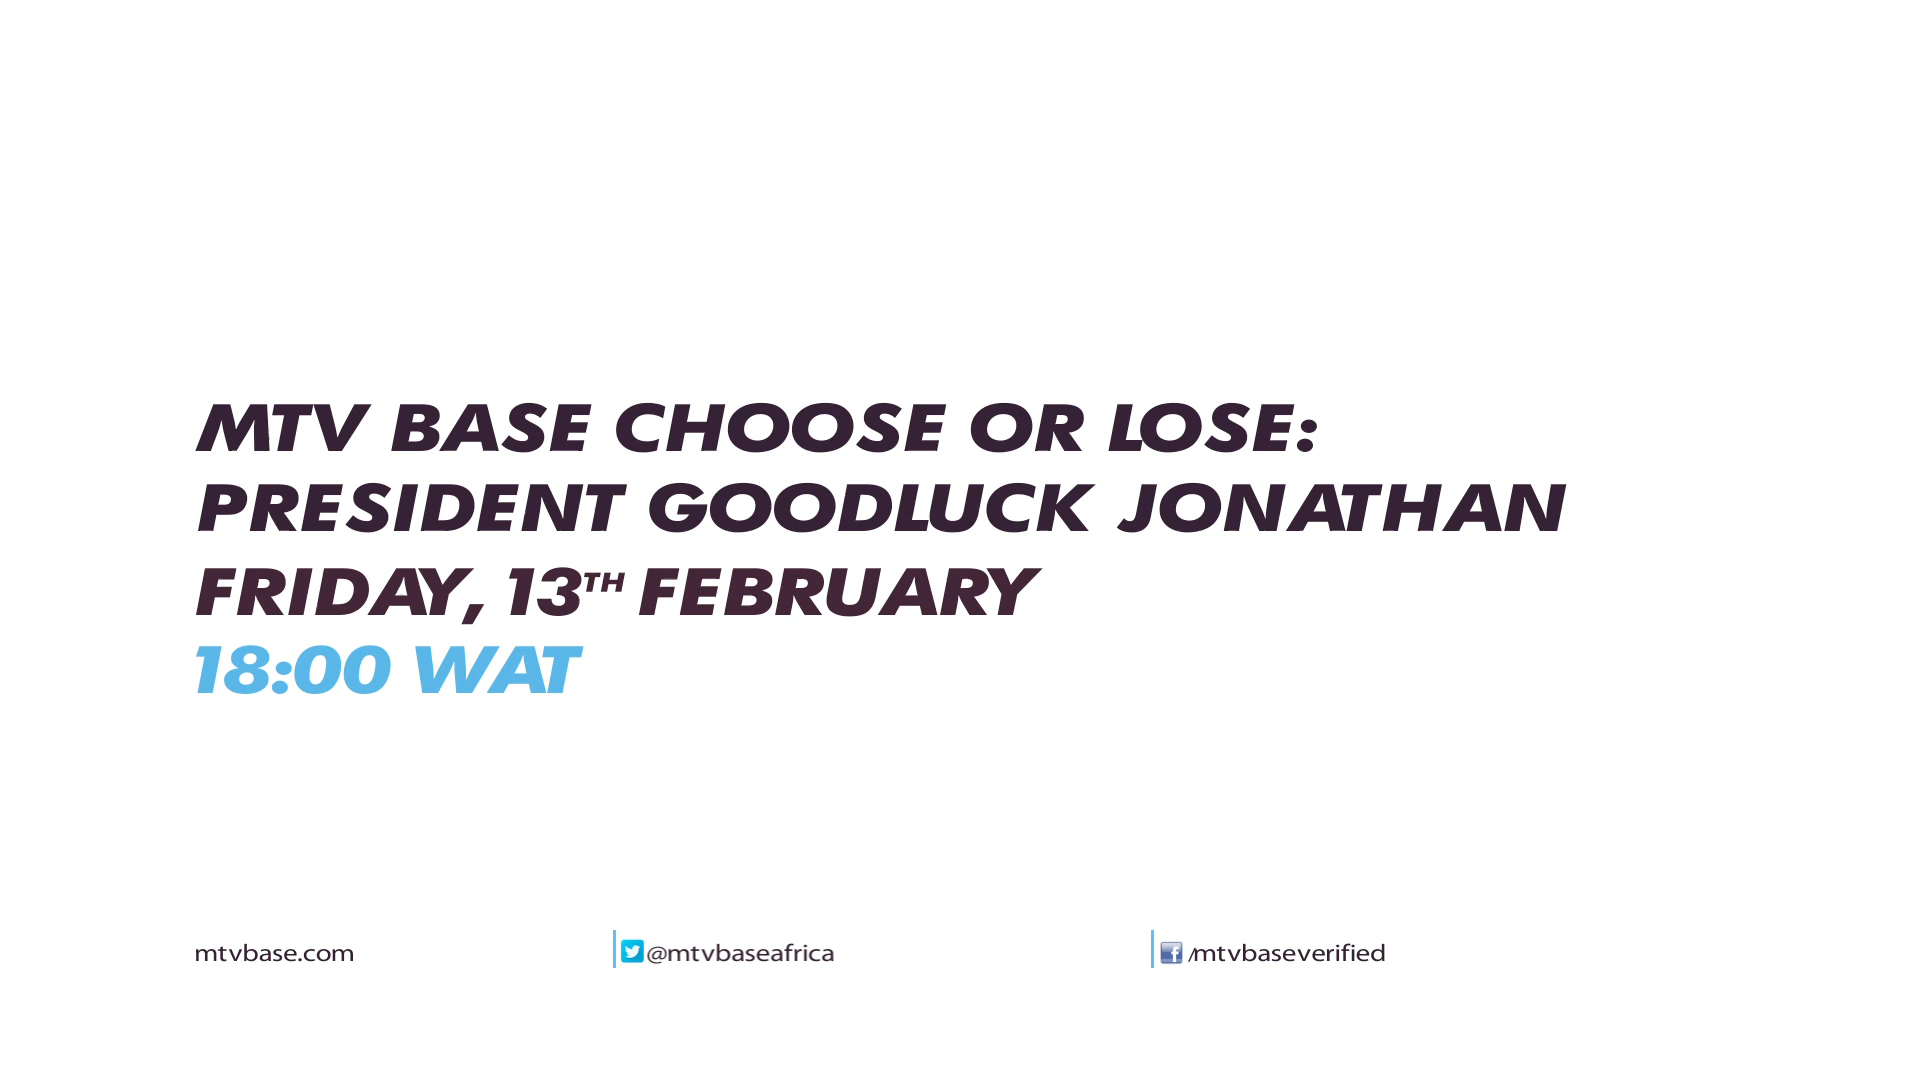 MTV BASE CHOOSE OR LOSE:
PRESIDENT GOODLUCK JONATHAN
FRIDAY, 13TH FEBRUARY
18:00 WAT
mtvbase.com @mtvbaseafrica /mtvbaseverified